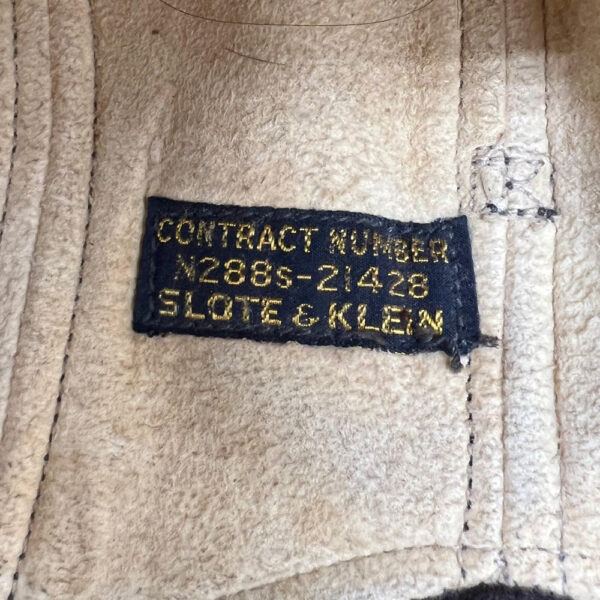 CONTRACT NUMBER
N288s-21428
SLOTE & KLEIN